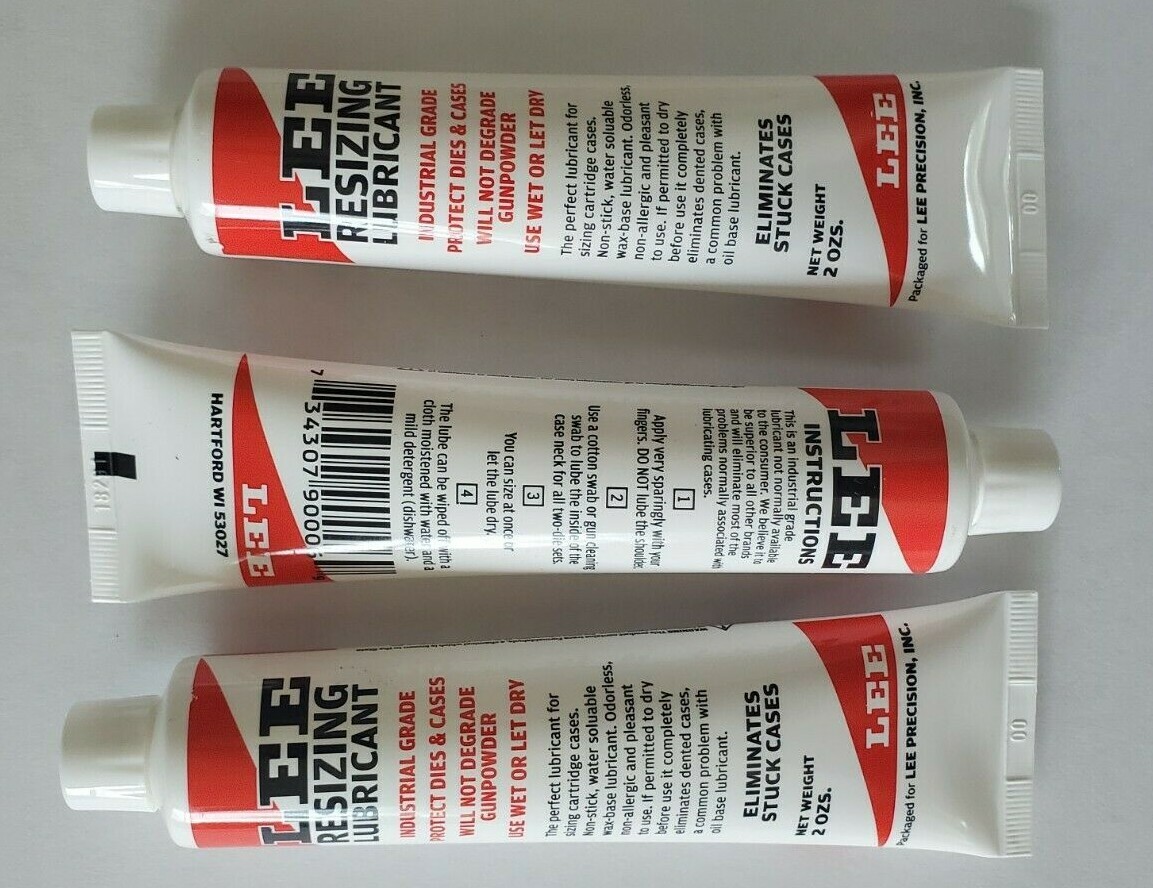 LEE
RESIZING
LUBRICANT
INDUSTRIAL GRADE
PROTECT DIES & CASES
WILL NOT DEGRADE
GUNPOWDER
USE WET OR LET DRY
The perfect lubricant for
sizing cartridge cases.
Non-stick, water soluable
wax-base lubricant. Odorless,
non-allergic and pleasant
to use. If permitted to dry
before use it completely
eliminates dented cases,
a common problem with
oil base lubricant.
ELIMINATES
STUCK CASES
NET WEIGHT
2 OZS.
LEE
Packaged for LEE PRECISION, INC.
00
LEE
INSTRUCTIONS
This is an industrial grade
lubricant not normally available
to the consumer. We believe it to
be superior to all other brands
and will eliminate most of the
problems normally associated with
lubricating cases.
1
Apply very sparingly with your
fingers. DO NOT lube the shoulder.
2
Use a cotton swab or gun cleaning
swab to lube the inside of the
case neck for all two-die sets.
3
You can size at once or
let the lube dry.
4
The lube can be wiped off with a
cloth moistened with water and a
mild detergent (dishwater).
7 34307 9000
LEE
HARTFORD WI 53027
LEE
RESIZING
LUBRICANT
INDUSTRIAL GRADE
PROTECT DIES & CASES
WILL NOT DEGRADE
GUNPOWDER
USE WET OR LET DRY
The perfect lubricant for
sizing cartridge cases.
Non-stick, water soluable
wax-base lubricant. Odorless,
non-allergic and pleasant
to use. If permitted to dry
before use it completely
eliminates dented cases,
a common problem with
oil base lubricant.
ELIMINATES
STUCK CASES
NET WEIGHT
2 OZS.
LEE
Packaged for LEE PRECISION, INC.
00